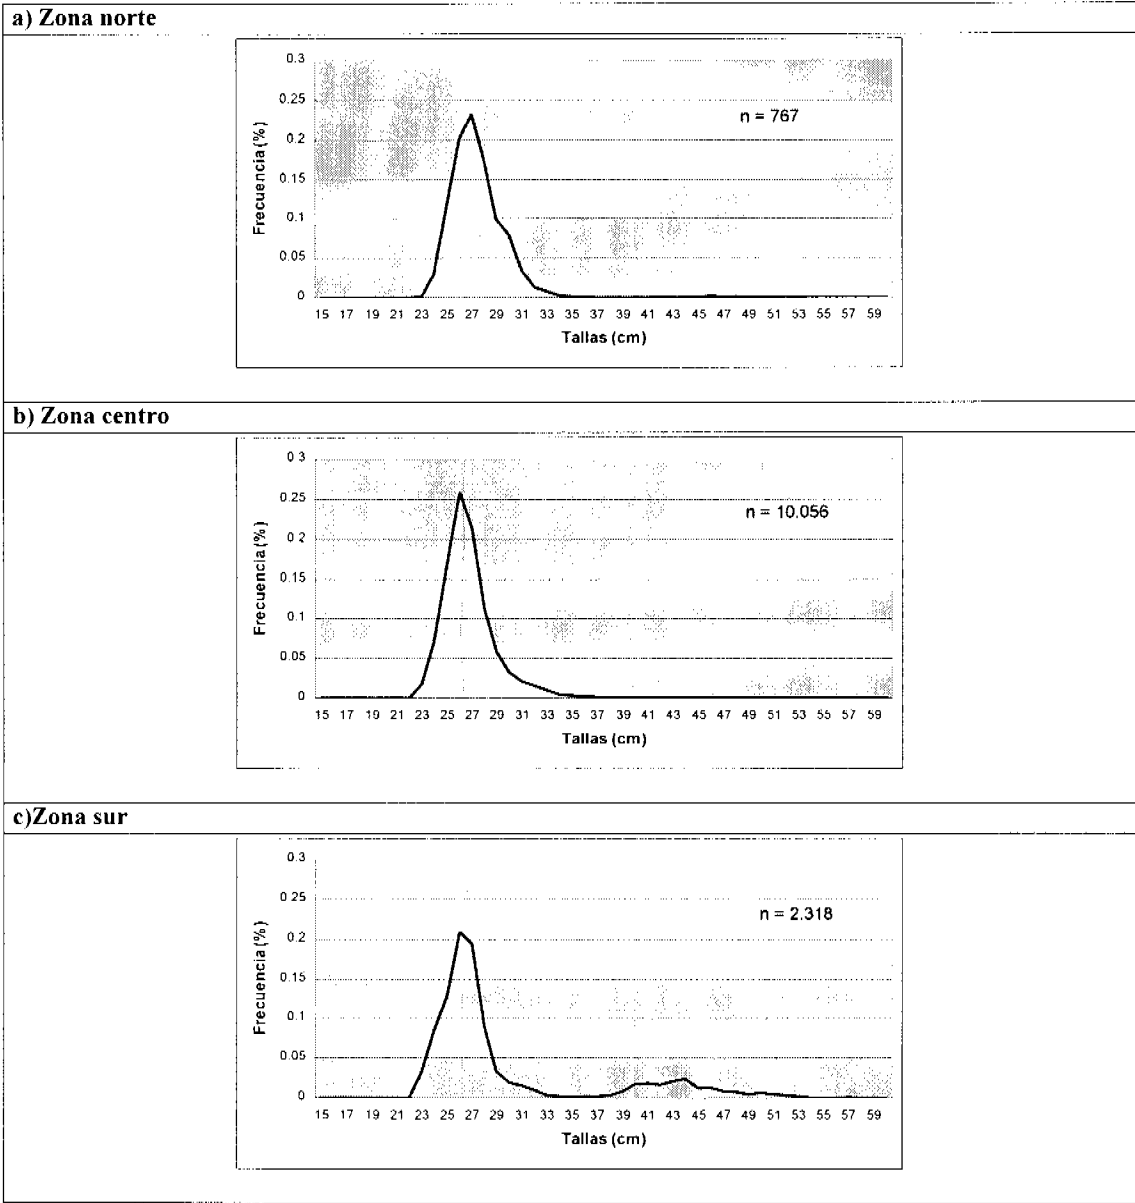 a) Zona norte
0.3
0.25
0.2
0.15
0.1
0.05
0
Frecuencia (%)
n = 767
15 17 19 21 23 25 27 29 31 33 35 37 39 41 43 45 47 49 51 53 55 57 59
Tallas (cm)
b) Zona centro
0.3
0.25
0.2
0.15
0.1
0.05
0
Frecuencia (%)
n = 10.056
15 17 19 21 23 25 27 29 31 33 35 37 39 41 43 45 47 49 51 53 55 57 59
Tallas (cm)
c)Zona sur
0.3
0.25
0.2
0.15
0.1
0.05
0
Frecuencia (%)
n = 2.318
15 17 19 21 23 25 27 29 31 33 35 37 39 41 43 45 47 49 51 53 55 57 59
Tallas (cm)